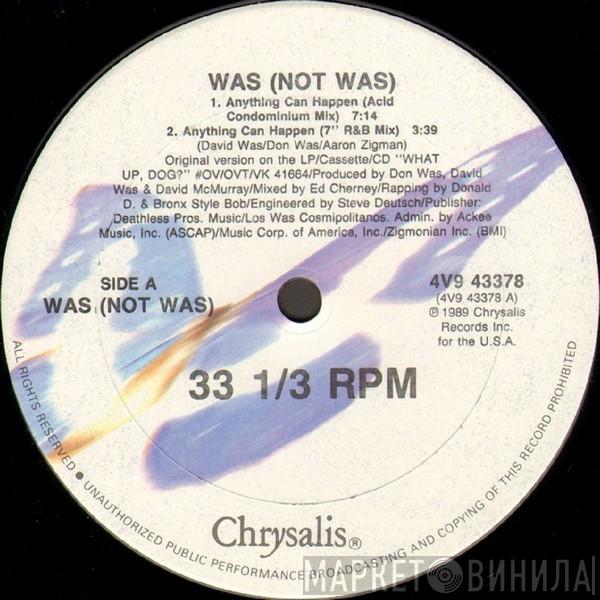 WAS (NOT WAS)
1. Anything Can Happen (Acid
Condominium Mix) 7:14
2. Anything Can Happen (7" R&B Mix) 3:39
(David Was/Don Was/Aaron Zigman)
Original version on the LP/Cassette/CD "WHAT
UP, DOG?" #OV/OVT/VK 41664/Produced by Don Was, David
Was & David McMurray/Mixed by Ed Cherney/Rapping by Donald
D. & Bronx Style Bob/Engineered by Steve Deutsch/Publisher:
Deathless Pros. Music/Los Was Cosmipolitanos. Admin. by Ackee
Music, Inc. (ASCAP)/Music Corp. of America, Inc./Zigmonian Inc. (BMI)
SIDE A
WAS (NOT WAS)
4V9 43378
(4V9 43378 A)
℗ 1989 Chrysalis
Records Inc.
for the U.S.A.
33 1/3 RPM
Chrysalis®
ALL RIGHTS RESERVED ● UNAUTHORIZED PUBLIC PERFORMANCE BROADCASTING AND COPYING OF THIS RECORD PROHIBITED
МАРКЕТ ВИНИЛА